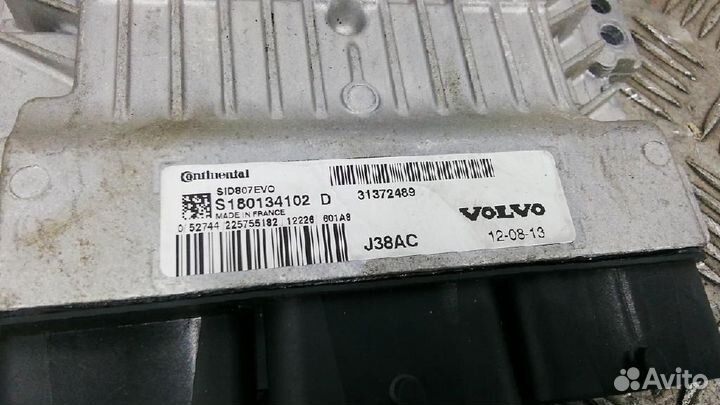 Continental
SID807EVO
S180134102 D
MADE IN FRANCE
0 52744 225755182 12226 601A8
31372469
VOLVO
J38AC
12-08-13
Avito